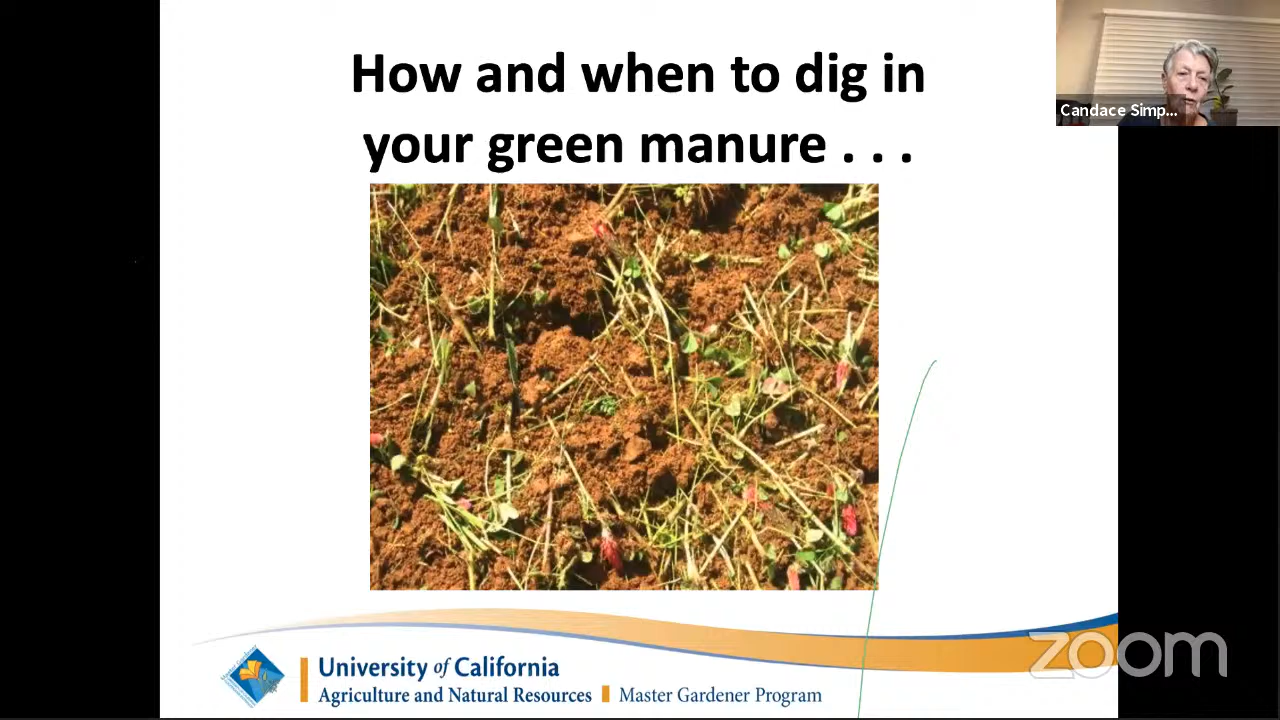 How and when to dig in
your green manure . . .
Candace Simp...
University of California
Agriculture and Natural Resources
Master Gardener Program
zoom